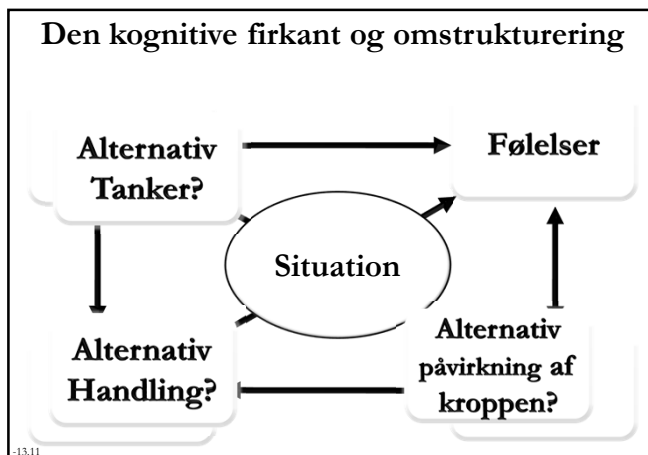 Den kognitive firkant og omstrukturering
Alternativ
Tanker?
Følelser
Situation
Alternativ
Handling?
Alternativ
påvirkning af
kroppen?
-13.11